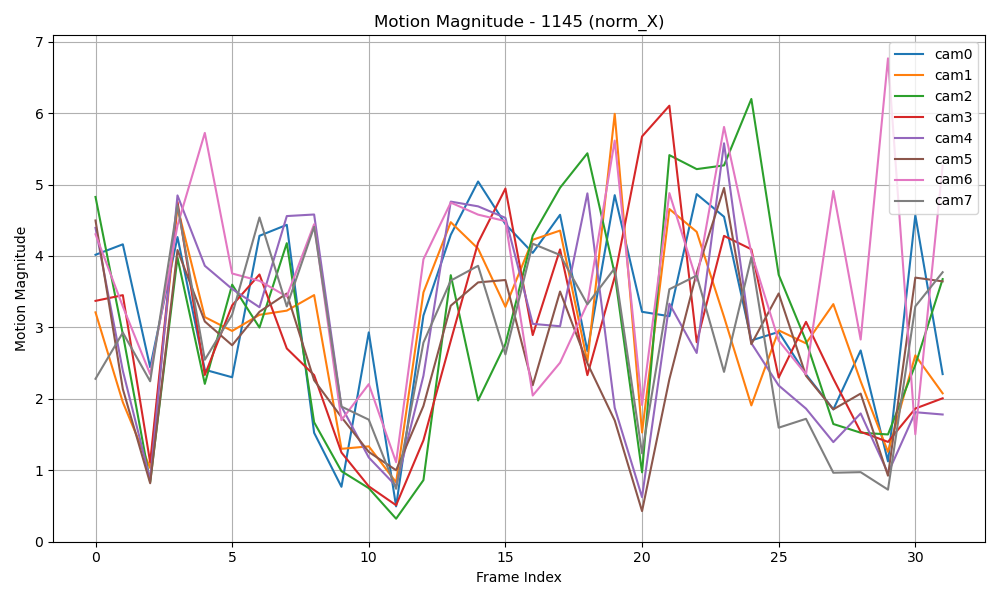 Motion Magnitude - 1145 (norm_X)
Motion Magnitude
7
6
5
4
3
2
1
0
0 5 10 15 20 25 30
Frame Index
cam0
cam1
cam2
cam3
cam4
cam5
cam6
cam7